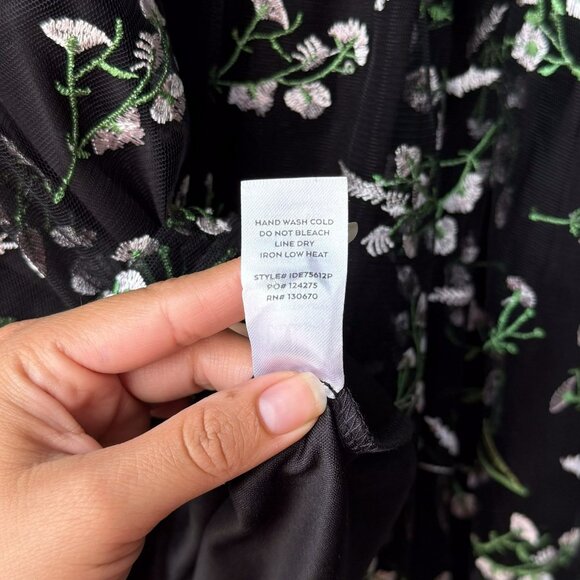 HAND WASH COLD
DO NOT BLEACH
LINE DRY
IRON LOW HEAT
STYLE# IDE75612P
PO# 124275
RN# 130670